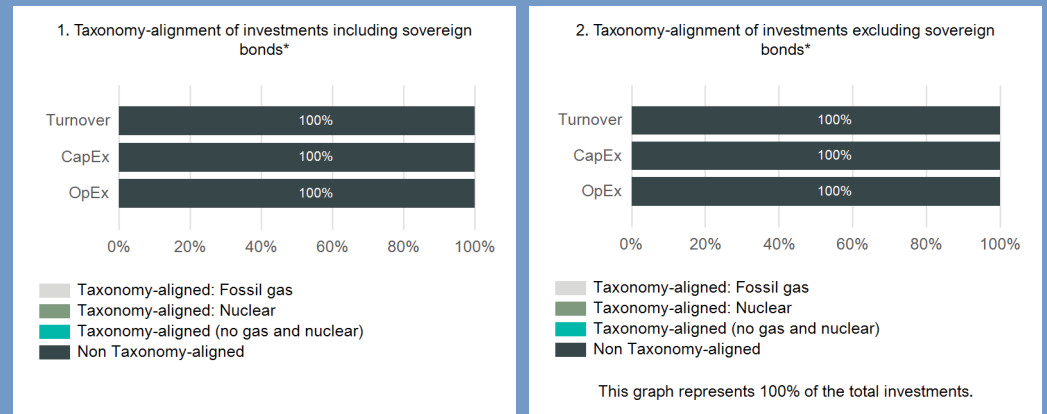 1. Taxonomy-alignment of investments including sovereign
bonds*
Turnover
100%
CapEx
100%
OpEx
100%
0% 20% 40% 60% 80% 100%
Taxonomy-aligned: Fossil gas
Taxonomy-aligned: Nuclear
Taxonomy-aligned (no gas and nuclear)
Non Taxonomy-aligned
2. Taxonomy-alignment of investments excluding sovereign
bonds*
Turnover
100%
CapEx
100%
OpEx
100%
0% 20% 40% 60% 80% 100%
Taxonomy-aligned: Fossil gas
Taxonomy-aligned: Nuclear
Taxonomy-aligned (no gas and nuclear)
Non Taxonomy-aligned
This graph represents 100% of the total investments.